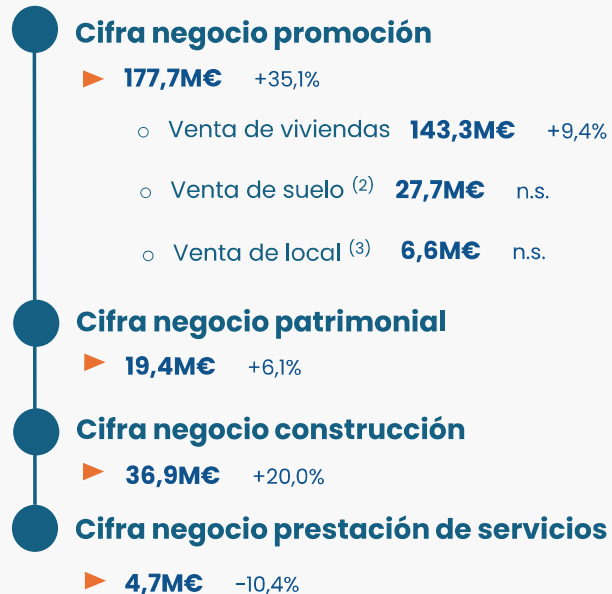 Cifra negocio promoción
177,7M€ +35,1%
Venta de viviendas 143,3M€ +9,4%
Venta de suelo (2) 27,7M€ n.s.
Venta de local (3) 6,6M€ n.s.
Cifra negocio patrimonial
19,4M€ +6,1%
Cifra negocio construcción
36,9M€ +20,0%
Cifra negocio prestación de servicios
4,7M€ -10,4%